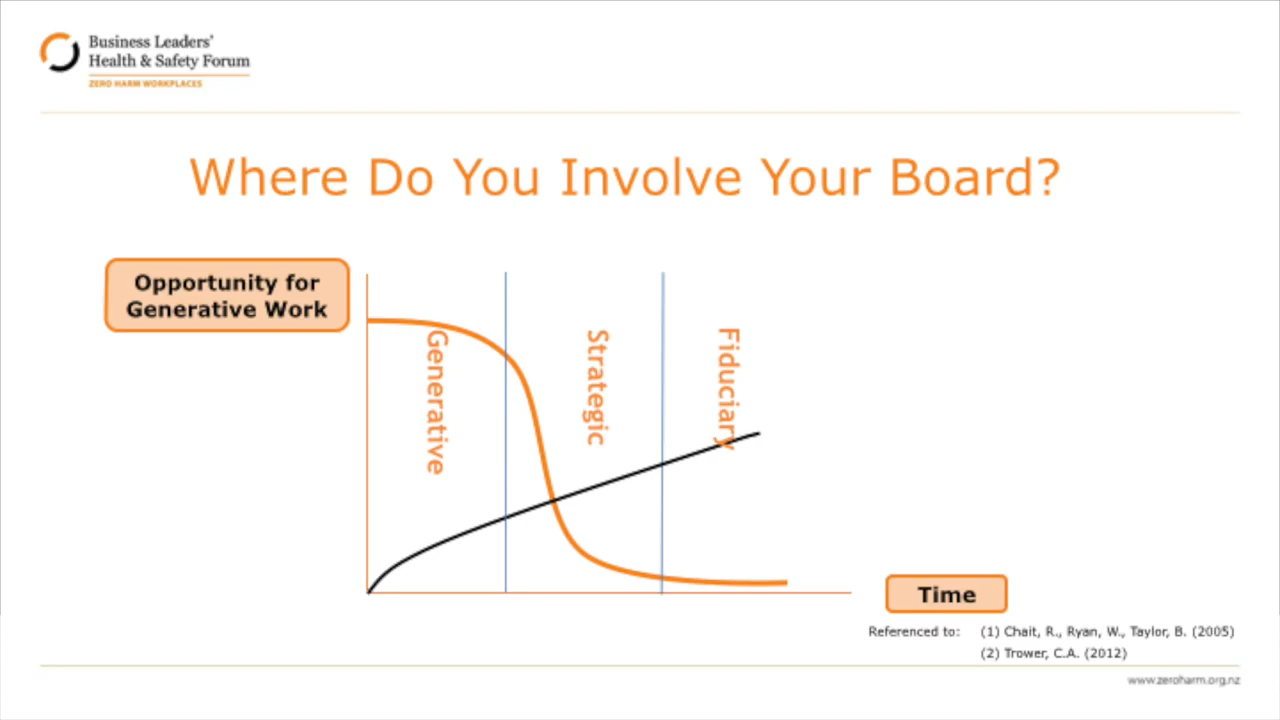 Business Leaders'
Health & Safety Forum
ZERO HARM WORKPLACES
Where Do You Involve Your Board?
Opportunity for
Generative Work
Generative
Strategic
Fiduciary
Time
Referenced to: (1) Chait, R., Ryan, W., Taylor, B. (2005)
(2) Trower, C.A. (2012)
www.zeroharm.org.nz